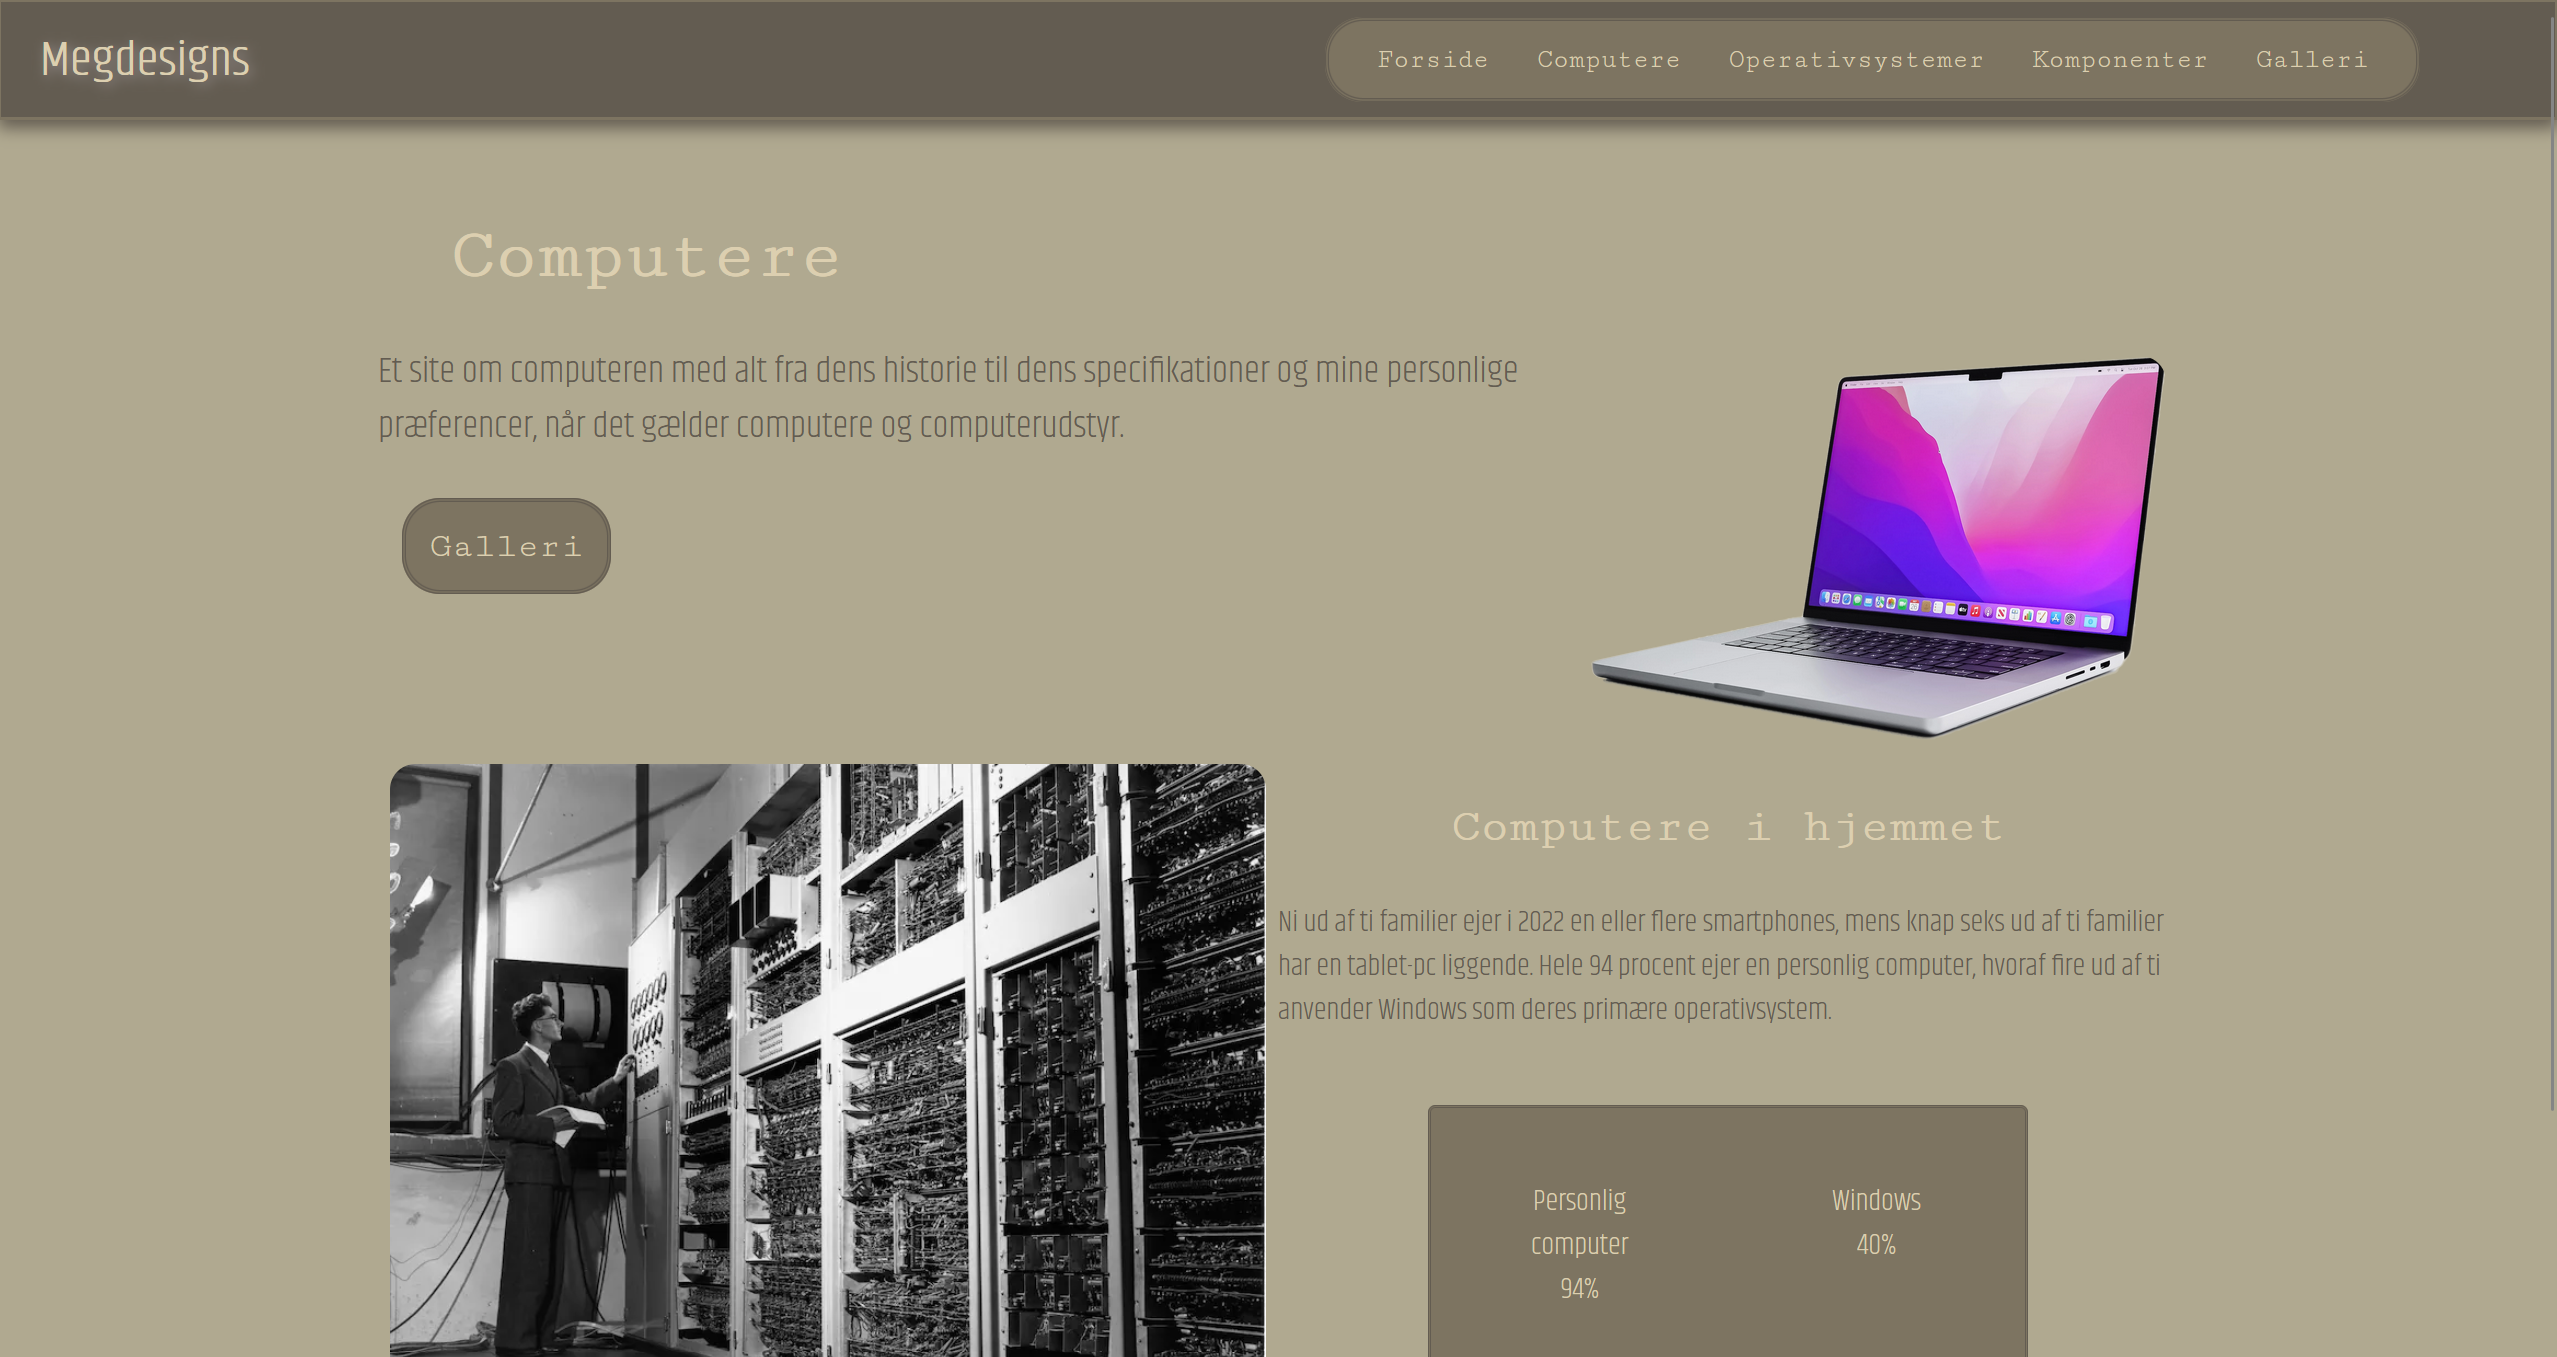 Megdesigns
Forside Computere Operativsystemer Komponenter Galleri
Computere
Et site om computeren med alt fra dens historie til dens specifikationer og mine personlige
præferencer, når det gælder computere og computerudstyr.
Galleri
Computere i hjemmet
Ni ud af ti familier ejer i 2022 en eller flere smartphones, mens knap seks ud af ti familier
har en tablet-pc liggende. Hele 94 procent ejer en personlig computer, hvoraf fire ud af ti
anvender Windows som deres primære operativsystem.
Personlig
computer
94%
Windows
40%